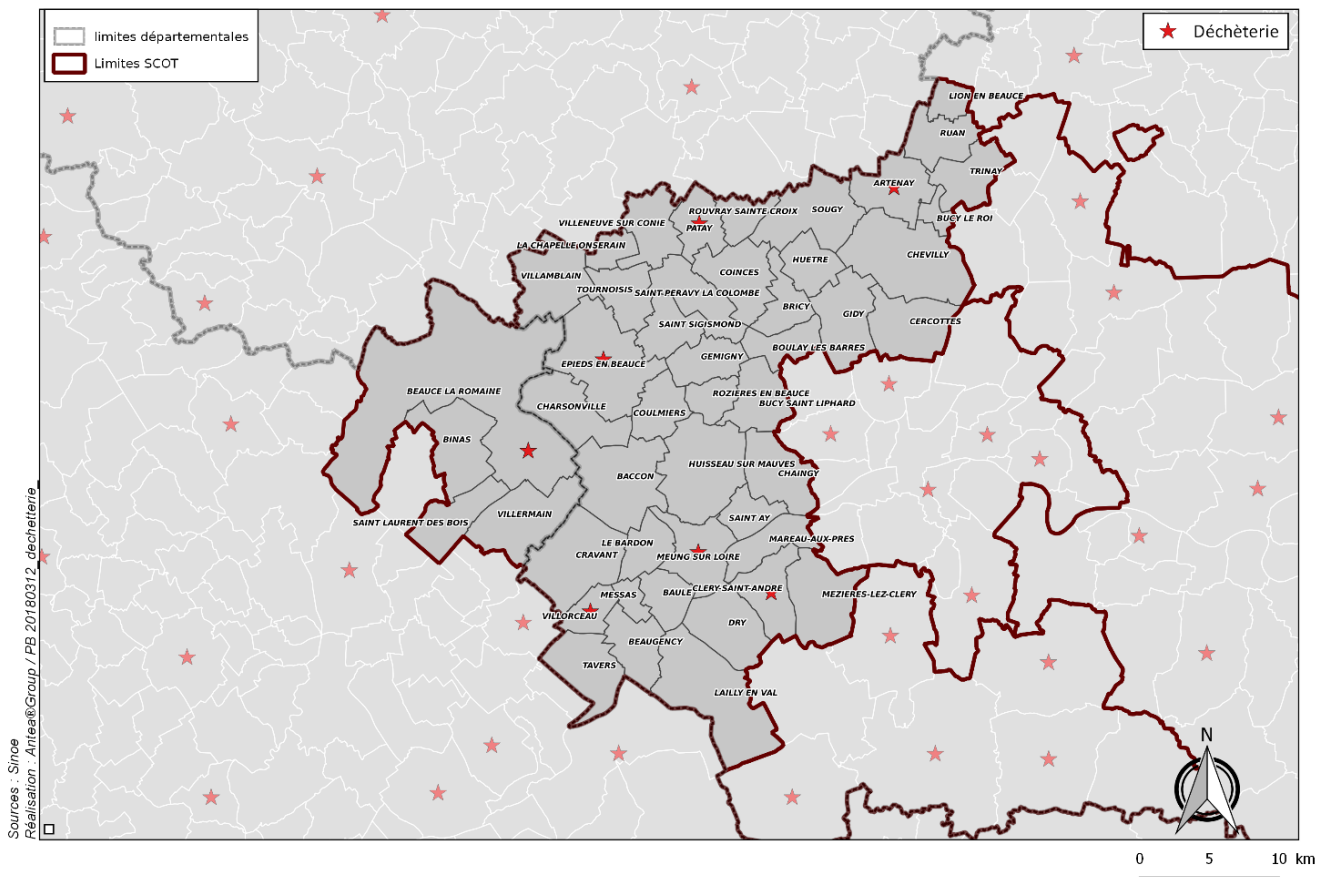 limites départementales
Limites SCOT
Déchèterie
LION EN BEAUCE
RUAN
TRINAY
ARTENAY
BUCY LE ROI
ROUVRAY SAINTE CROIX
SOUGY
VILLENEUVE SUR CONIE
PATAY
LA CHAPELLE ONSERAIN
CHEVILLY
HUETRE
VILLAMBLAIN
COINCES
TOURNOISIS
SAINT-PERAVY LA COLOMBE
BRICY
GIDY
CERCOTTES
SAINT SIGISMOND
BOULAY LES BARRES
GEMIGNY
EPIEDS EN BEAUCE
BEAUCE LA ROMAINE
ROZIERES EN BEAUCE
BUCY SAINT LIPHARD
CHARSONVILLE
COULMIERS
BINAS
HUISSEAU SUR MAUVES
CHAINGY
BACCON
VILLERMAIN
SAINT AY
SAINT LAURENT DES BOIS
MAREAU-AUX-PRES
LE BARDON
CRAVANT
MEUNG SUR LOIRE
MESSAS
BAULE
CLERY-SAINT-ANDRE
MEZIERES-LEZ-CLERY
VILLORCEAU
DRY
BEAUGENCY
TAVERS
LAILLY EN VAL
Sources : Sinoe
Réalisation : Antea®Group / PB 20180312_dechetterie_
N
0 5 10 km